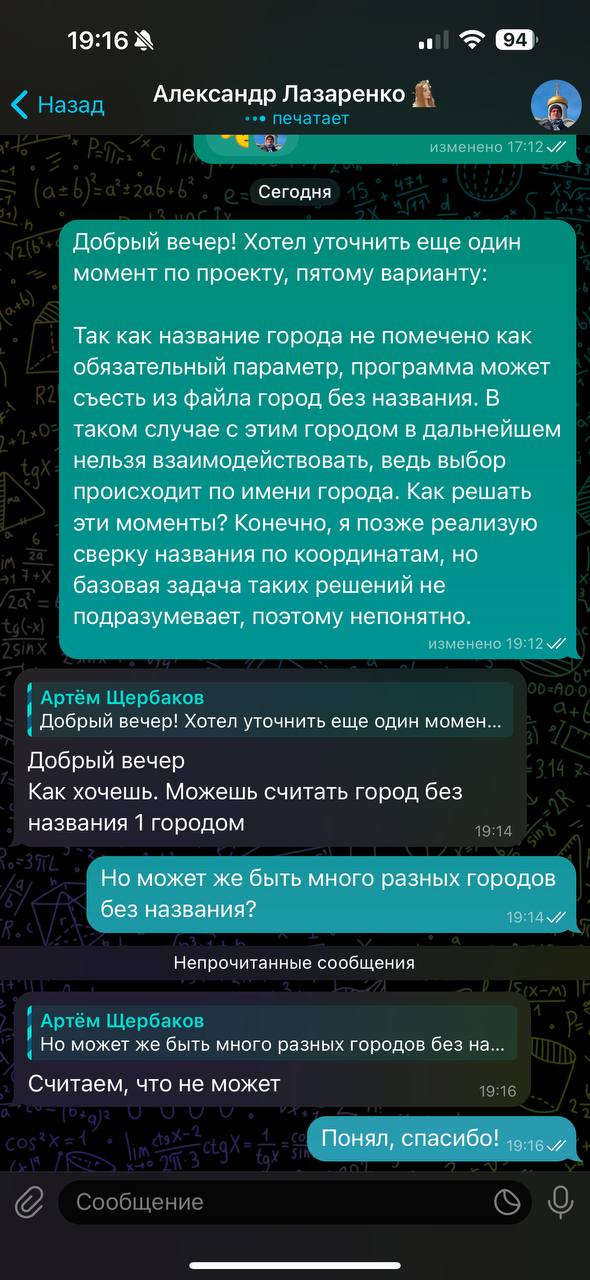 19:16
94
Назад
Александр Лазаренко
печатает
изменено 17:12
Сегодня
Добрый вечер! Хотел уточнить еще один
момент по проекту, пятому варианту:
Так как название города не помечено как
обязательный параметр, программа может
съесть из файла город без названия. В
таком случае с этим городом в дальнейшем
нельзя взаимодействовать, ведь выбор
происходит по имени города. Как решать
эти моменты? Конечно, я позже реализую
сверку названия по координатам, но
базовая задача таких решений не
подразумевает, поэтому непонятно.
изменено 19:12
Артём Щербаков
Добрый вечер! Хотел уточнить еще один момен...
Добрый вечер
Как хочешь. Можешь считать город без
названия 1 городом
19:14
Но может же быть много разных городов
без названия?
19:14
Непрочитанные сообщения
Артём Щербаков
Но может же быть много разных городов без на...
Считаем, что не может
19:16
Понял, спасибо!
19:16
Сообщение